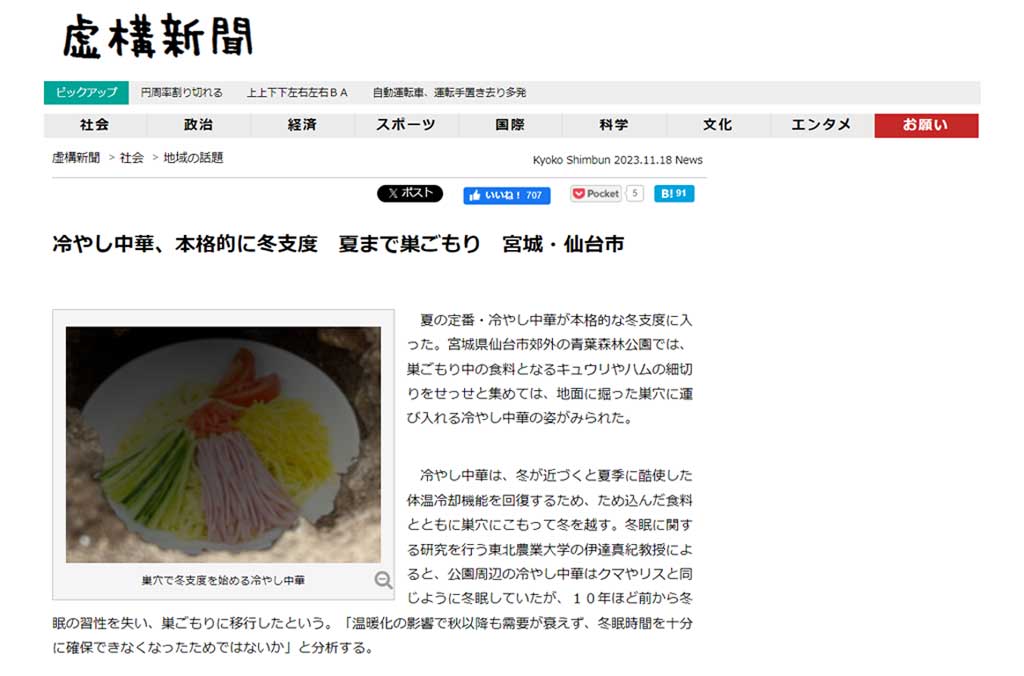 虚構新聞
ピックアップ 円周率割り切れる 上上下下左右左右ＢＡ 自動運転車、運転手置き去り多発
社会 政治 経済 スポーツ 国際 科学 文化 エンタメ お願い
虚構新聞 > 社会 > 地域の話題
Kyoko Shimbun 2023.11.18 News
X ポスト いいね！ 707 Pocket 5 B! 91
冷やし中華、本格的に冬支度　夏まで巣ごもり　宮城・仙台市
巣穴で冬支度を始める冷やし中華
夏の定番・冷やし中華が本格的な冬支度に入
った。宮城県仙台市郊外の青葉森林公園では、
巣ごもり中の食料となるキュウリやハムの細切
りをせっせと集めては、地面に掘った巣穴に運
び入れる冷やし中華の姿がみられた。
冷やし中華は、冬が近づくと夏季に酷使した
体温冷却機能を回復するため、ため込んだ食料
とともに巣穴にこもって冬を越す。冬眠に関す
る研究を行う東北農業大学の伊達真紀教授によ
ると、公園周辺の冷やし中華はクマやリスと同
じように冬眠していたが、１０年ほど前から冬
眠の習性を失い、巣ごもりに移行したという。「温暖化の影響で秋以降も需要が衰えず、冬眠時間を十分
に確保できなくなったためではないか」と分析する。